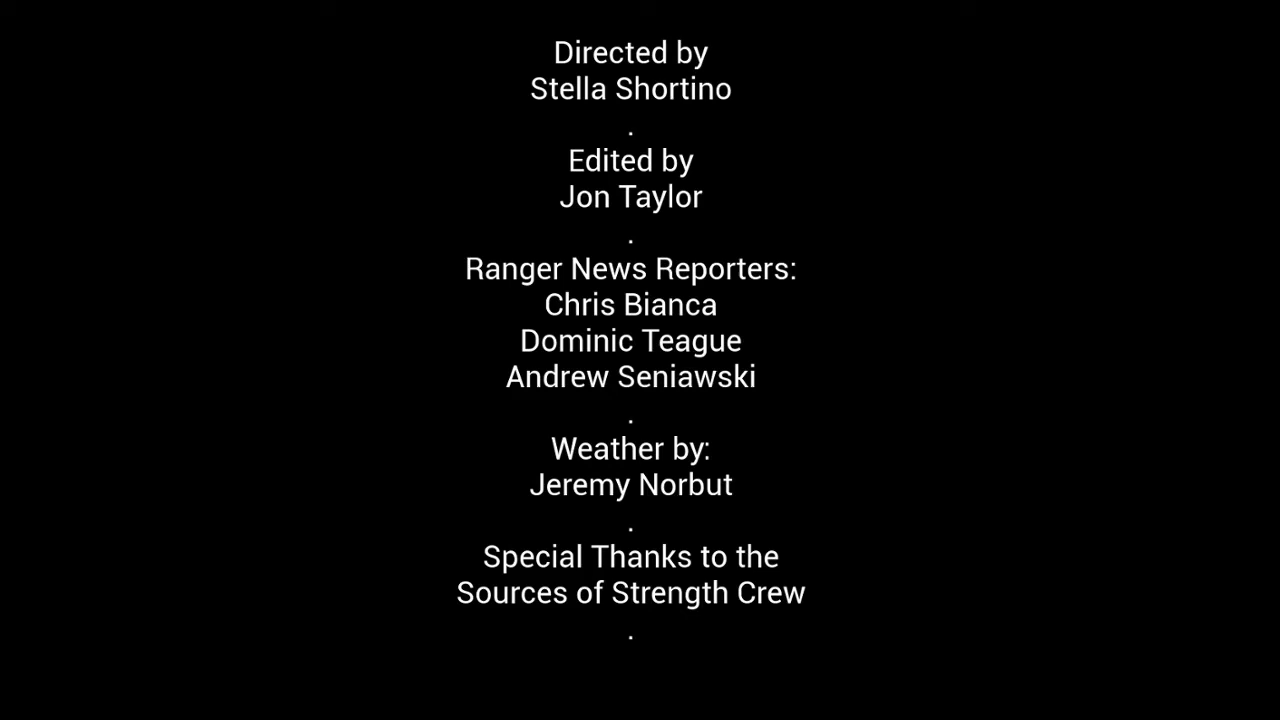 Directed by
Stella Shortino
.
Edited by
Jon Taylor
.
Ranger News Reporters:
Chris Bianca
Dominic Teague
Andrew Seniawski
.
Weather by:
Jeremy Norbut
.
Special Thanks to the
Sources of Strength Crew
.